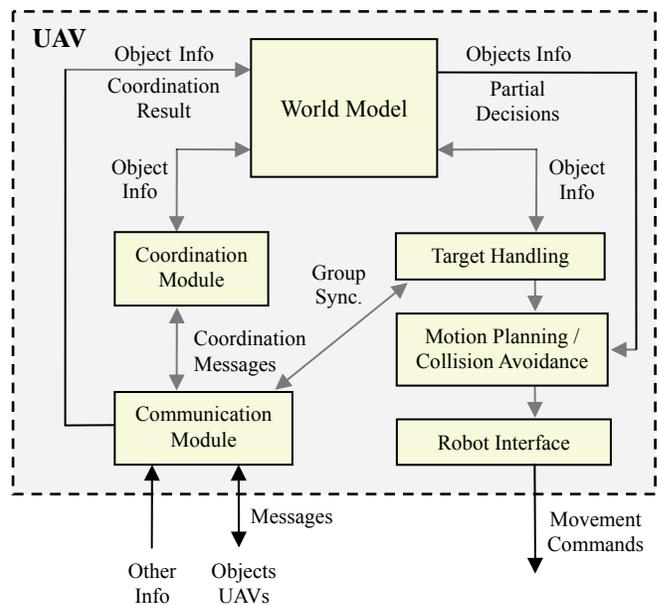 UAV
Object Info
Coordination
Result
World Model
Objects Info
Partial
Decisions
Object
Info
Object
Info
Coordination
Module
Group
Sync.
Target Handling
Coordination
Messages
Motion Planning /
Collision Avoidance
Communication
Module
Robot Interface
Messages
Movement
Commands
Other
Info
Objects
UAVs